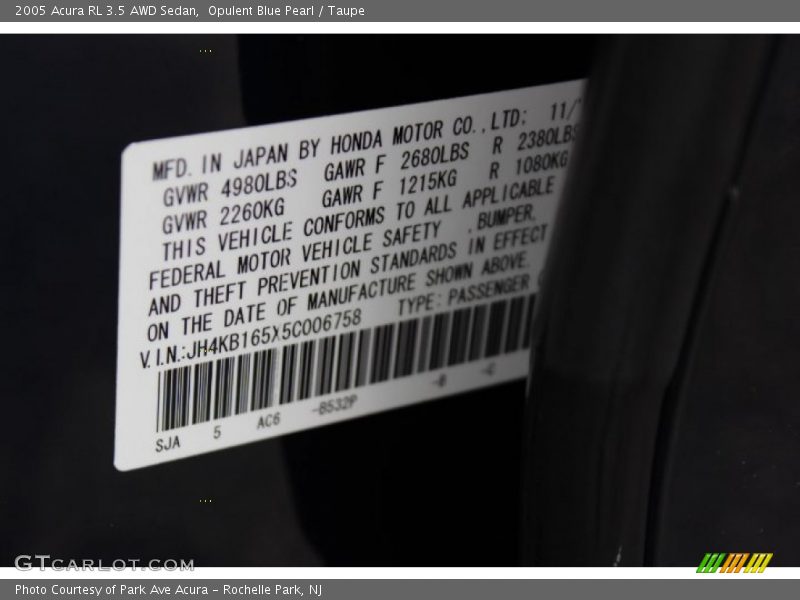 2005 Acura RL 3.5 AWD Sedan,  Opulent Blue Pearl / Taupe
MFD. IN JAPAN BY HONDA MOTOR CO., LTD; 11/
GVWR 4980LBS GAWR F 2680LBS R 2380LBS
GVWR 2260KG GAWR F 1215KG R 1080KG
THIS VEHICLE CONFORMS TO ALL APPLICABLE
FEDERAL MOTOR VEHICLE SAFETY ,BUMPER,
AND THEFT PREVENTION STANDARDS IN EFFECT
ON THE DATE OF MANUFACTURE SHOWN ABOVE.
V.I.N.:JH4KB165X5C006758 TYPE: PASSENGER
SJA 5 AC6 -B532P -B -C
GTCARLOT.COM
Photo Courtesy of Park Ave Acura - Rochelle Park, NJ